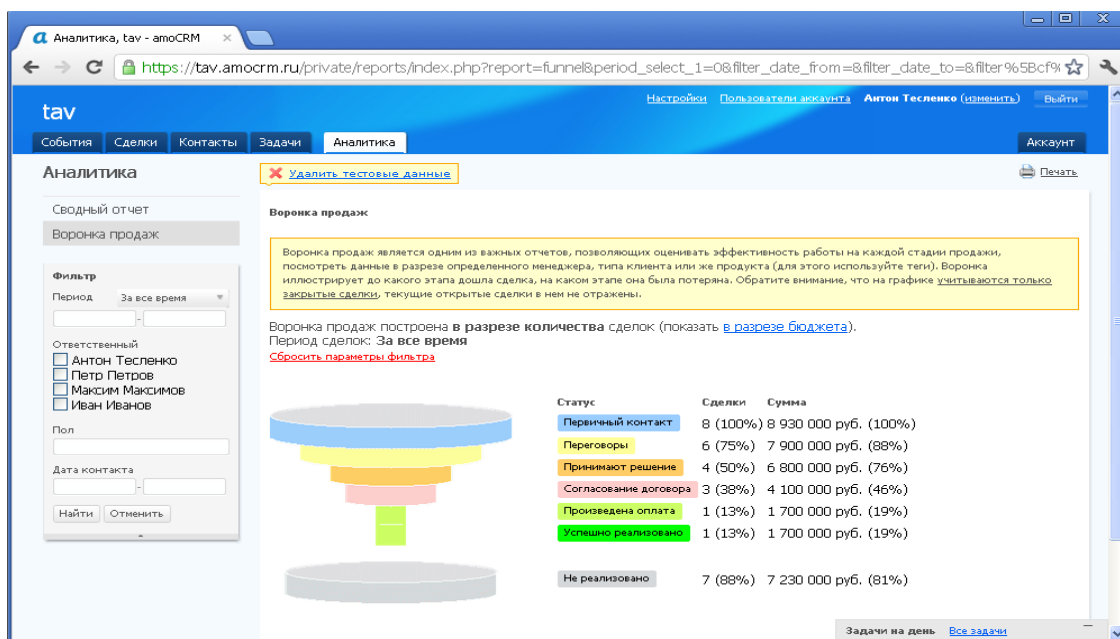 Аналитика, tav - amoCRM
https://tav.amocrm.ru/private/reports/index.php?report=funnel&period_select_1=0&filter_date_from=&filter_date_to=&filter%5Bcf%
Настройки Пользователи аккаунта Антон Тесленко (изменить) Выйти
tav
События Сделки Контакты Задачи Аналитика Аккаунт
Аналитика
Удалить тестовые данные
Печать
Сводный отчет
Воронка продаж
Фильтр
Период За все время
-
Ответственный
Антон Тесленко
Петр Петров
Максим Максимов
Иван Иванов
Пол
Дата контакта
-
Найти Отменить
Воронка продаж
Воронка продаж является одним из важных отчетов, позволяющих оценивать эффективность работы на каждой стадии продажи,
посмотреть данные в разрезе определенного менеджера, типа клиента или же продукта (для этого используйте теги). Воронка
иллюстрирует до какого этапа дошла сделка, на каком этапе она была потеряна. Обратите внимание, что на графике учитываются только
закрытые сделки, текущие открытые сделки в нем не отражены.
Воронка продаж построена в разрезе количества сделок (показать в разрезе бюджета).
Период сделок: За все время
Сбросить параметры фильтра
Статус Сделки Сумма
Первичный контакт 8 (100%) 8 930 000 руб. (100%)
Переговоры 6 (75%) 7 900 000 руб. (88%)
Принимают решение 4 (50%) 6 800 000 руб. (76%)
Согласование договора 3 (38%) 4 100 000 руб. (46%)
Произведена оплата 1 (13%) 1 700 000 руб. (19%)
Успешно реализовано 1 (13%) 1 700 000 руб. (19%)
Не реализовано 7 (88%) 7 230 000 руб. (81%)
Задачи на день Все задачи